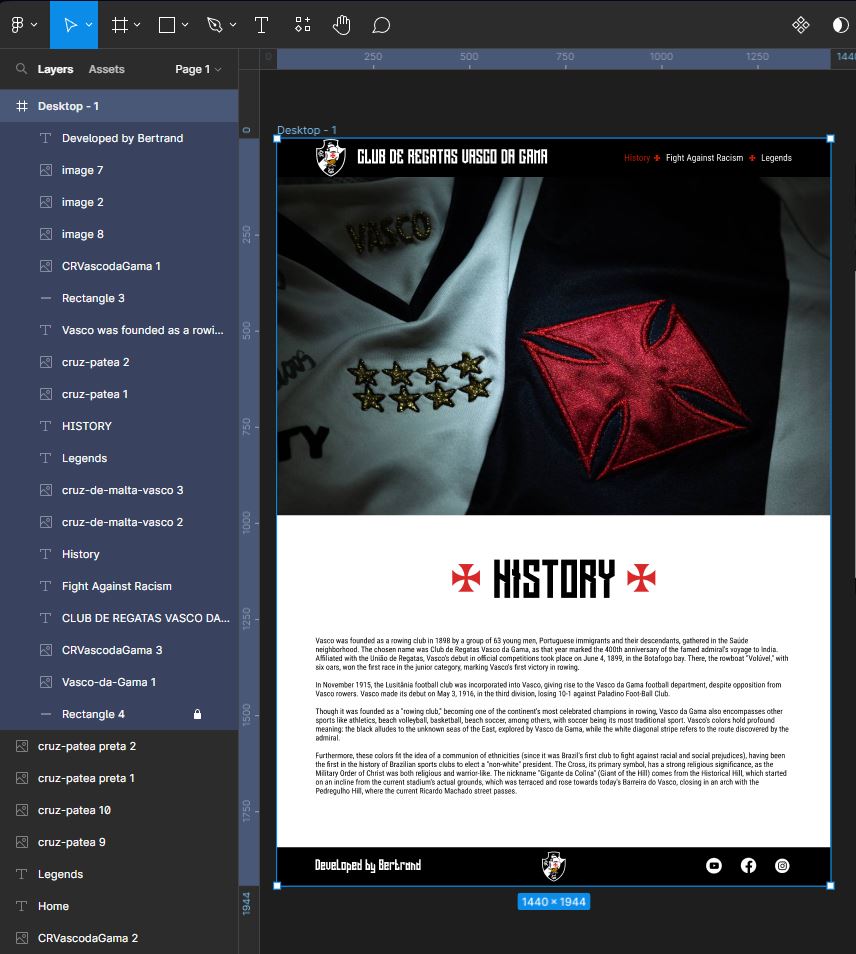 Layers
Assets
Page 1
Desktop - 1
Developed by Bertrand
image 7
image 2
image 8
CRVascodaGama 1
Rectangle 3
Vasco was founded as a rowi...
cruz-patea 2
cruz-patea 1
HISTORY
Legends
cruz-de-malta-vasco 3
cruz-de-malta-vasco 2
History
Fight Against Racism
CLUB DE REGATAS VASCO DA...
CRVascodaGama 3
Vasco-da-Gama 1
Rectangle 4
cruz-patea preta 2
cruz-patea preta 1
cruz-patea 10
cruz-patea 9
Legends
Home
CRVascodaGama 2
0
250
500
750
1000
1250
1440
0
250
500
750
1000
1250
1500
1750
1944
Desktop - 1
CLUB DE REGATAS VASCO DA GAMA
History
Fight Against Racism
Legends
VASCO
HISTORY
Vasco was founded as a rowing club in 1898 by a group of 63 young men, Portuguese immigrants and their descendants, gathered in the Saúde
neighborhood. The chosen name was Club de Regatas Vasco da Gama, as that year marked the 400th anniversary of the famed admiral's voyage to India.
Affiliated with the União de Regatas, Vasco's debut in official competitions took place on June 4, 1899, in the Botafogo bay. There, the rowboat "Volúvel," with
six oars, won the first race in the junior category, marking Vasco's first victory in rowing.
In November 1915, the Lusitânia football club was incorporated into Vasco, giving rise to the Vasco da Gama football department, despite opposition from
Vasco rowers. Vasco made its debut on May 3, 1916, in the third division, losing 10-1 against Paladino Foot-Ball Club.
Though it was founded as a "rowing club," becoming one of the continent's most celebrated champions in rowing, Vasco da Gama also encompasses other
sports like athletics, beach volleyball, basketball, beach soccer, among others, with soccer being its most traditional sport. Vasco's colors hold profound
meaning: the black alludes to the unknown seas of the East, explored by Vasco da Gama, while the white diagonal stripe refers to the route discovered by the
admiral.
Furthermore, these colors fit the idea of a communion of ethnicities (since it was Brazil's first club to fight against racial and social prejudices), having been
the first in the history of Brazilian sports clubs to elect a "non-white" president. The Cross, its primary symbol, has a strong religious significance, as the
Military Order of Christ was both religious and warrior-like. The nickname "Gigante da Colina" (Giant of the Hill) comes from the Historical Hill, which started
on an incline from the current stadium's actual grounds, which was terraced and rose towards today's Barreira do Vasco, closing in an arch with the
Pedregulho Hill, where the current Ricardo Machado street passes.
Developed by Bertrand
1440 × 1944